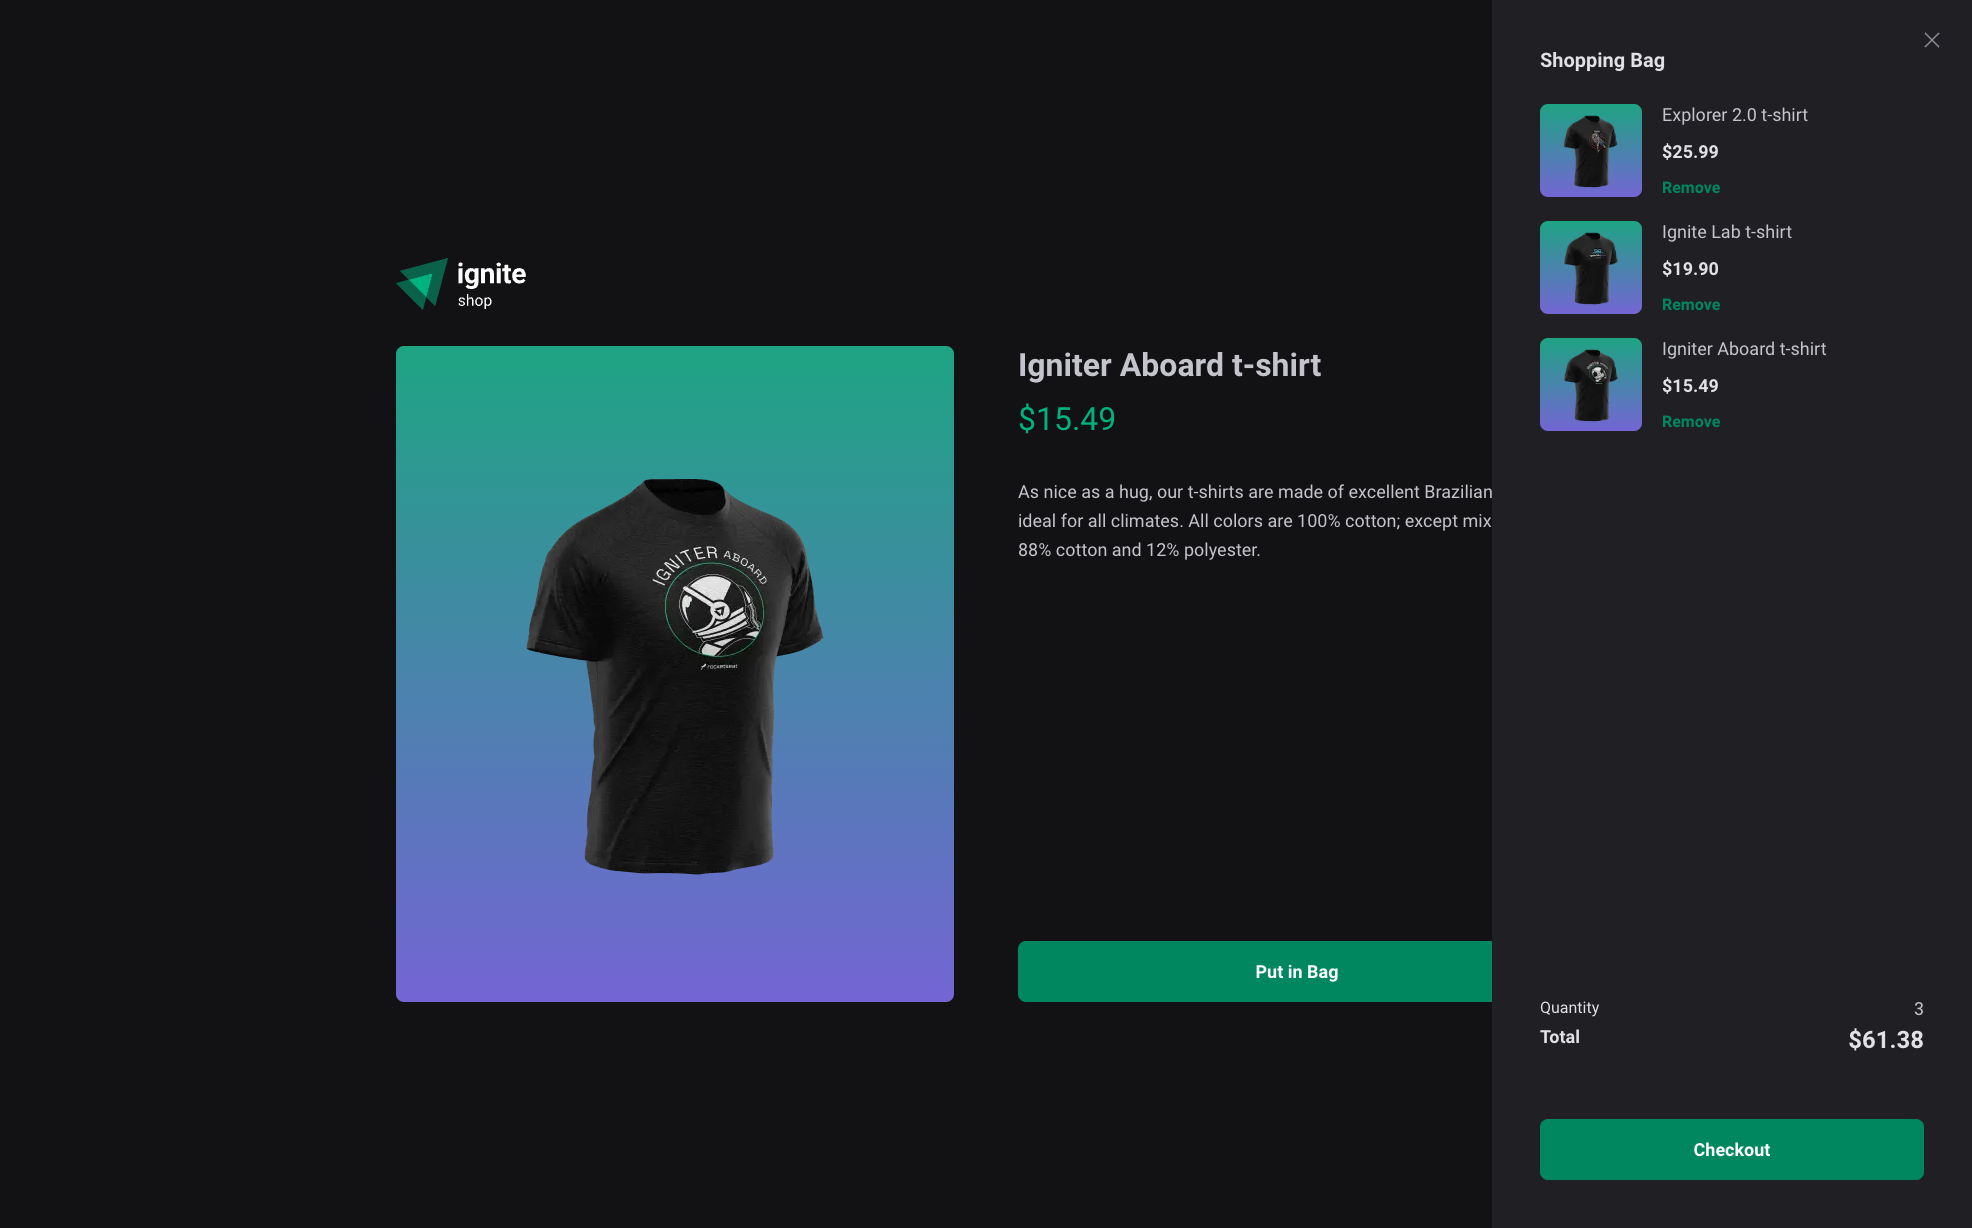 ignite
shop
IGNITER ABOARD
rocketseat
Igniter Aboard t-shirt
$15.49
As nice as a hug, our t-shirts are made of excellent Brazilian
ideal for all climates. All colors are 100% cotton; except mix
88% cotton and 12% polyester.
Put in Bag
Shopping Bag
Explorer 2.0 t-shirt
$25.99
Remove
Ignite Lab t-shirt
$19.90
Remove
Igniter Aboard t-shirt
$15.49
Remove
Quantity 3
Total $61.38
Checkout